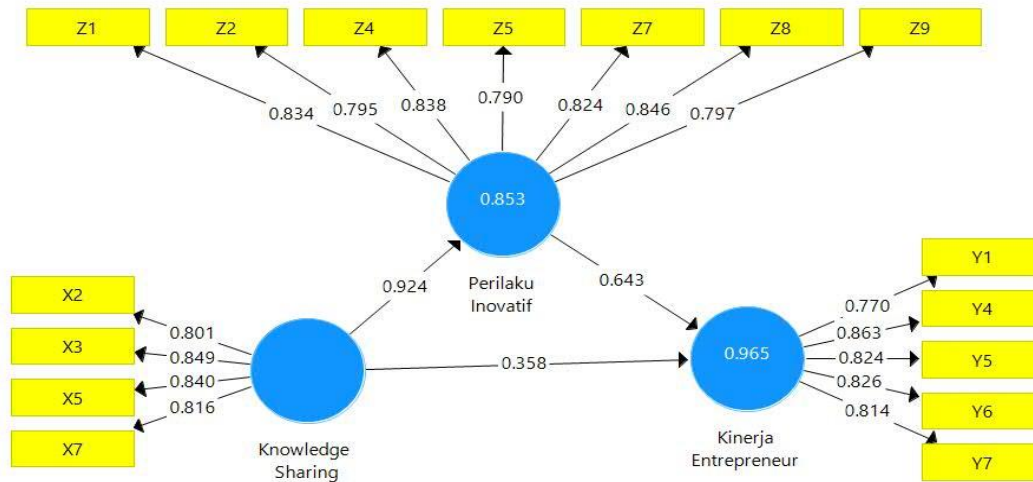 Z1 Z2 Z4 Z5 Z7 Z8 Z9
0.834 0.795 0.838 0.790 0.824 0.846 0.797
0.853
Perilaku
Inovatif
0.924
0.643
X2
X3
X5
X7
0.801
0.849
0.840
0.816
Knowledge
Sharing
0.358
0.965
Kinerja
Entrepreneur
0.770
0.863
0.824
0.826
0.814
Y1
Y4
Y5
Y6
Y7